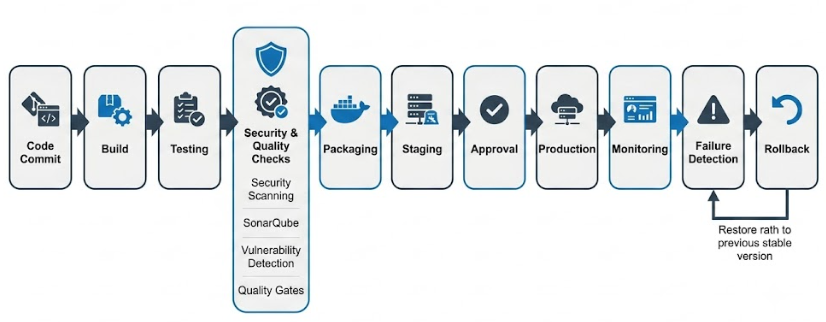 Code
Commit
Build
Testing
Security &
Quality
Checks
Security
Scanning
SonarQube
Vulnerability
Detection
Quality Gates
Packaging
Staging
Approval
Production
Monitoring
Failure
Detection
Rollback
Restore rath to
previous stable
version